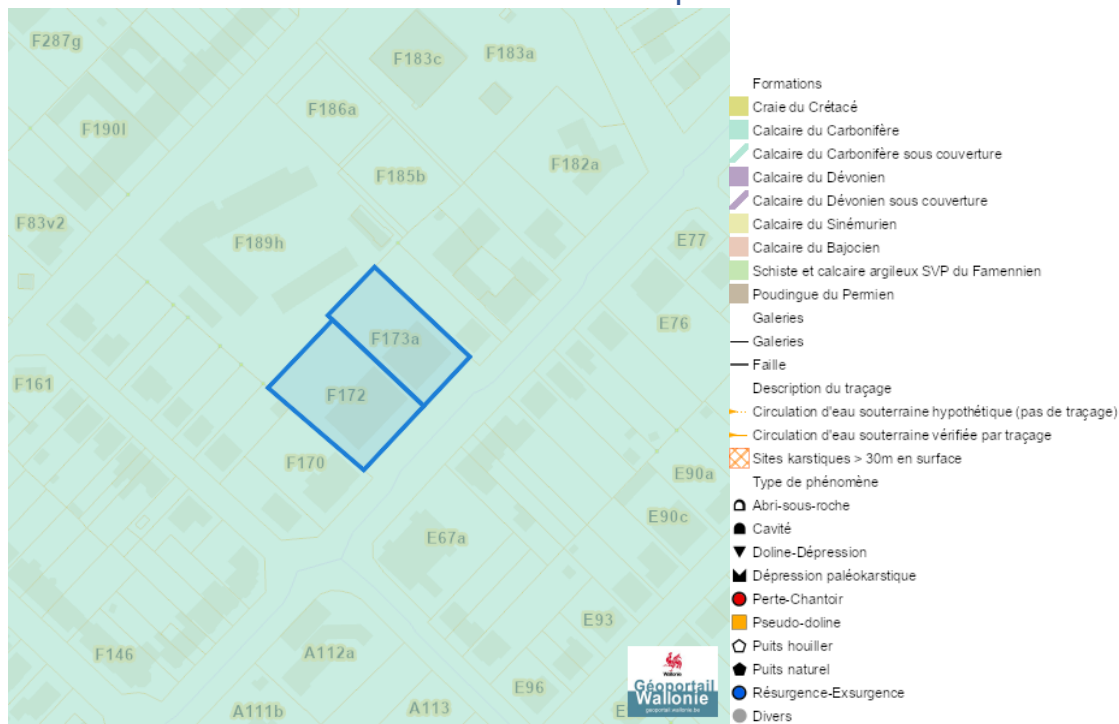 F287g
F183c
F183a
F186a
F190l
F182a
F185b
F83v2
E77
F189h
E76
F173a
F161
F172
F170
E90a
E90c
E67a
E93
F146
A112a
E96
A111b
A113
E
Wallonie
Géoportail
Wallonie
geoportail.wallonie.be
Formations
Craie du Crétacé
Calcaire du Carbonifère
Calcaire du Carbonifère sous couverture
Calcaire du Dévonien
Calcaire du Dévonien sous couverture
Calcaire du Sinémurien
Calcaire du Bajocien
Schiste et calcaire argileux SVP du Famennien
Poudingue du Permien
Galeries
Galeries
Faille
Description du traçage
Circulation d'eau souterraine hypothétique (pas de traçage)
Circulation d'eau souterraine vérifiée par traçage
Sites karstiques > 30m en surface
Type de phénomène
Abri-sous-roche
Cavité
Doline-Dépression
Dépression paléokarstique
Perte-Chantoir
Pseudo-doline
Puits houiller
Puits naturel
Résurgence-Exsurgence
Divers